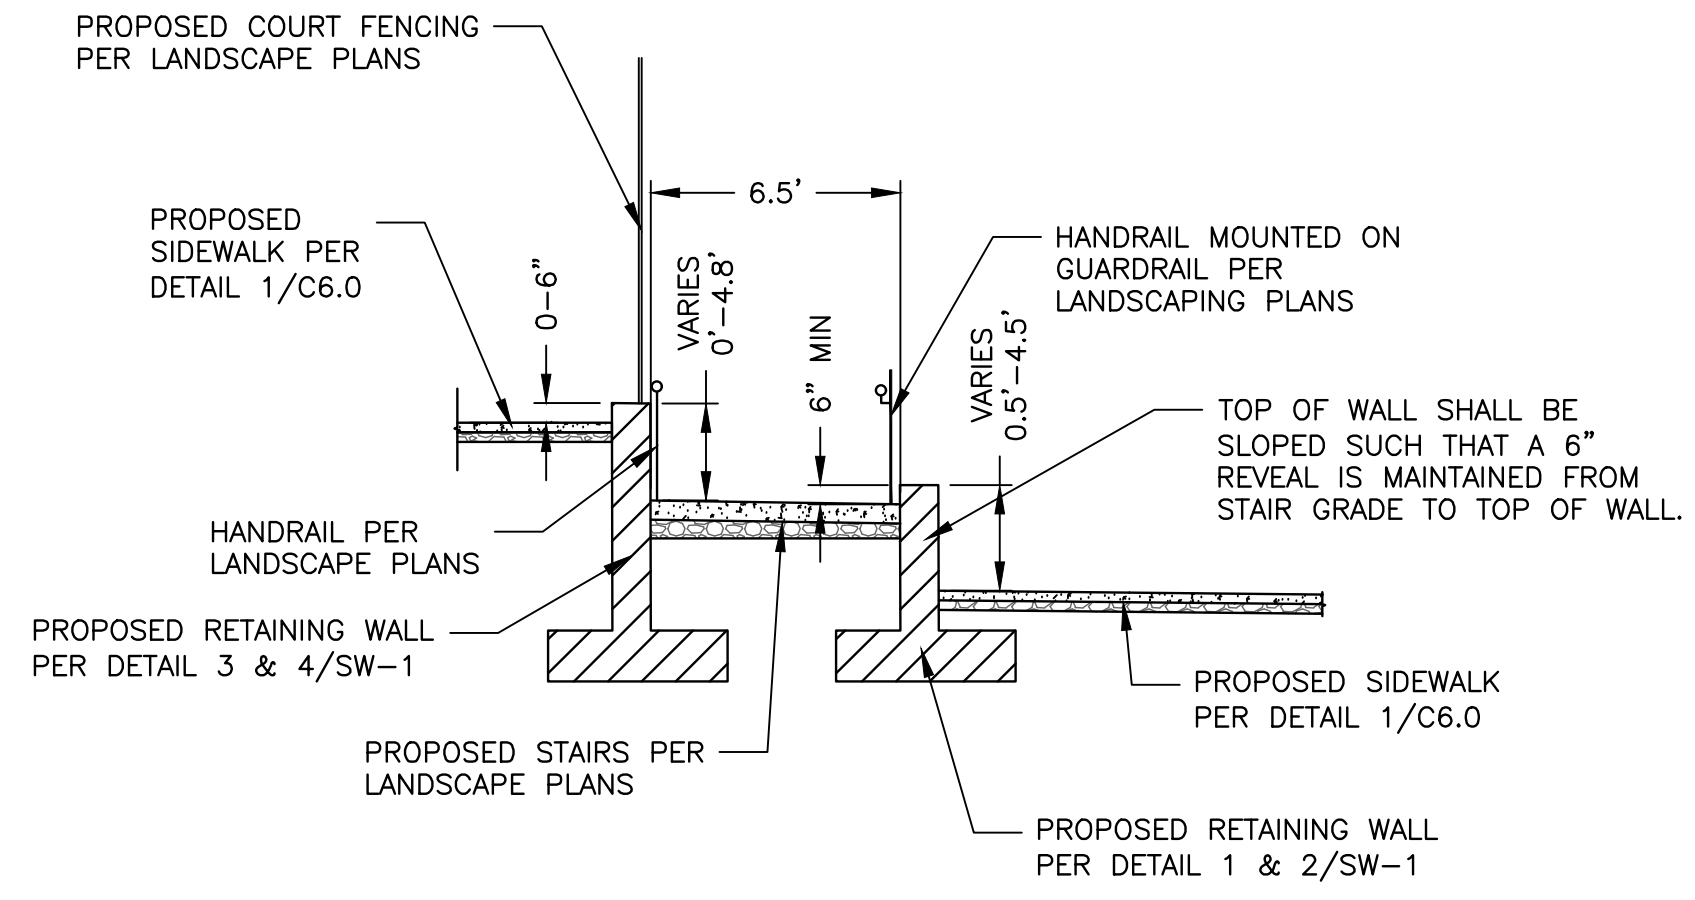 PROPOSED COURT FENCING
PER LANDSCAPE PLANS
PROPOSED
SIDEWALK PER
DETAIL 1/C6.0
0–6"
6.5'
VARIES
0'–4.8'
6" MIN
HANDRAIL MOUNTED ON
GUARDRAIL PER
LANDSCAPING PLANS
VARIES
0.5'–4.5'
TOP OF WALL SHALL BE
SLOPED SUCH THAT A 6"
REVEAL IS MAINTAINED FROM
STAIR GRADE TO TOP OF WALL.
HANDRAIL PER
LANDSCAPE PLANS
PROPOSED RETAINING WALL
PER DETAIL 3 & 4/SW–1
PROPOSED SIDEWALK
PER DETAIL 1/C6.0
PROPOSED STAIRS PER
LANDSCAPE PLANS
PROPOSED RETAINING WALL
PER DETAIL 1 & 2/SW–1